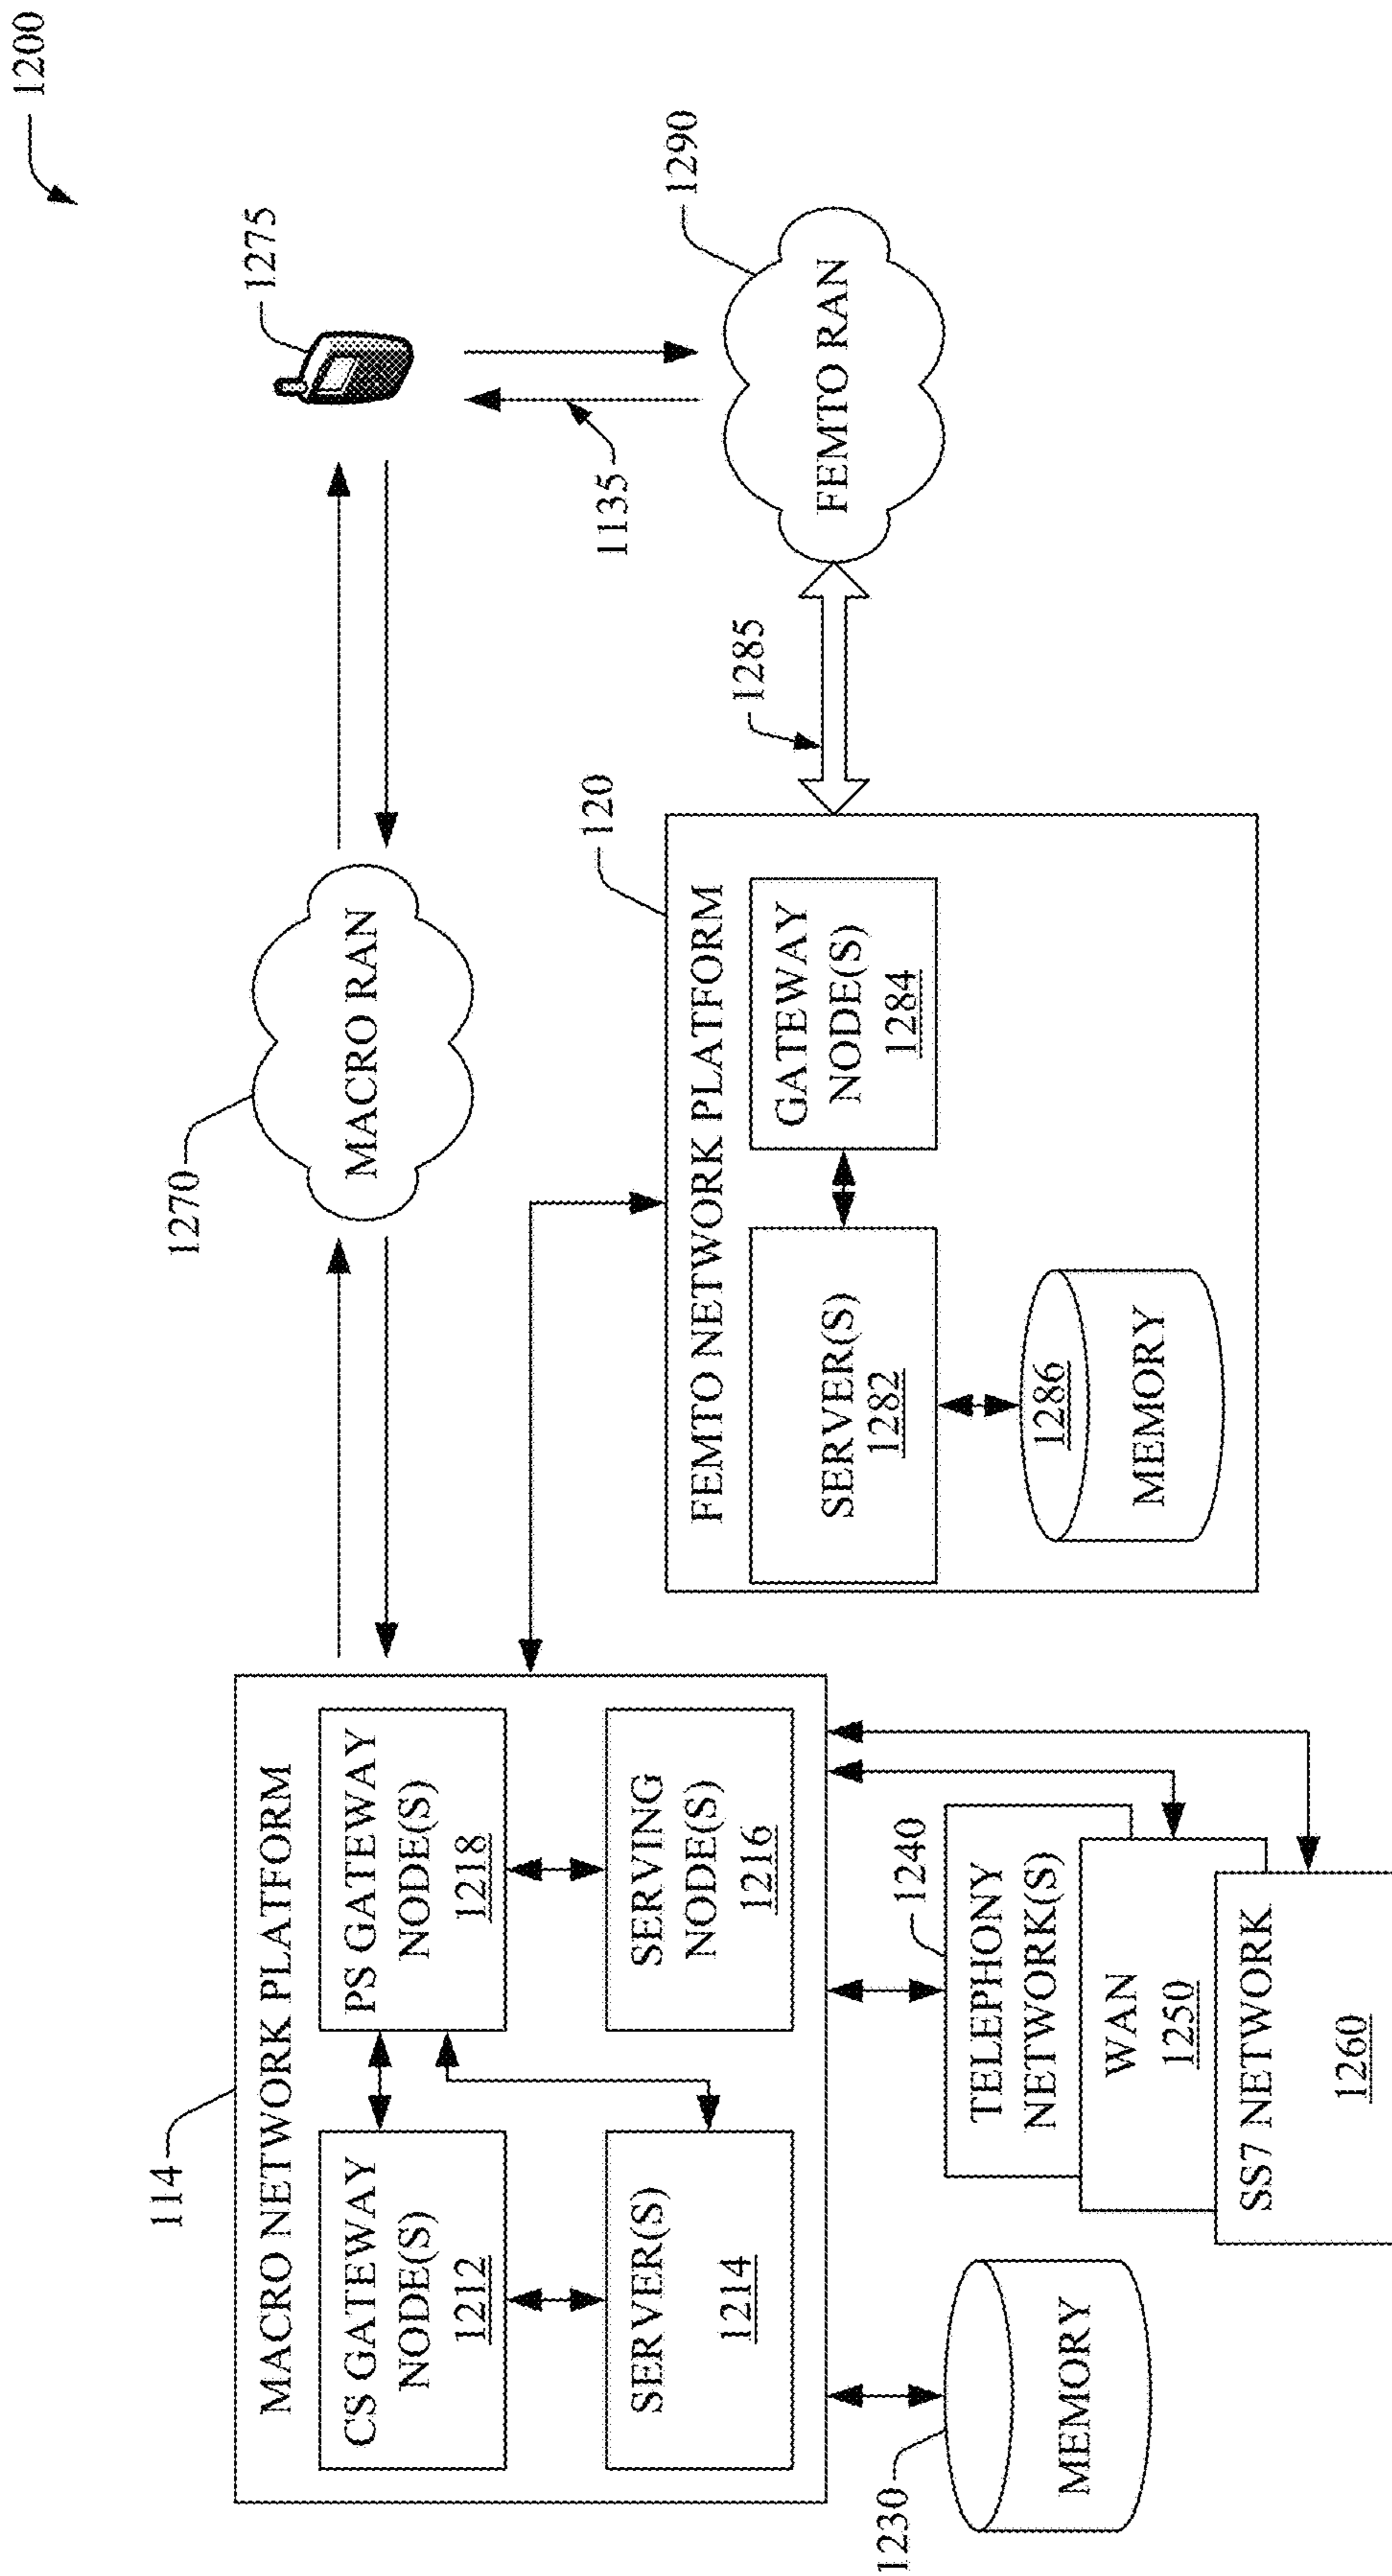 1200
1275
1270
MACRO RAN
1135
1290
FEMTO RAN
1285
114
MACRO NETWORK PLATFORM
CS GATEWAY
NODE(S)
1212
PS GATEWAY
NODE(S)
1218
SERVER(S)
1214
SERVING
NODE(S)
1216
120
FEMTO NETWORK PLATFORM
SERVER(S)
1282
GATEWAY
NODE(S)
1284
1286
MEMORY
1230
MEMORY
1240
TELEPHONY
NETWORK(S)
WAN
1250
SS7 NETWORK
1260